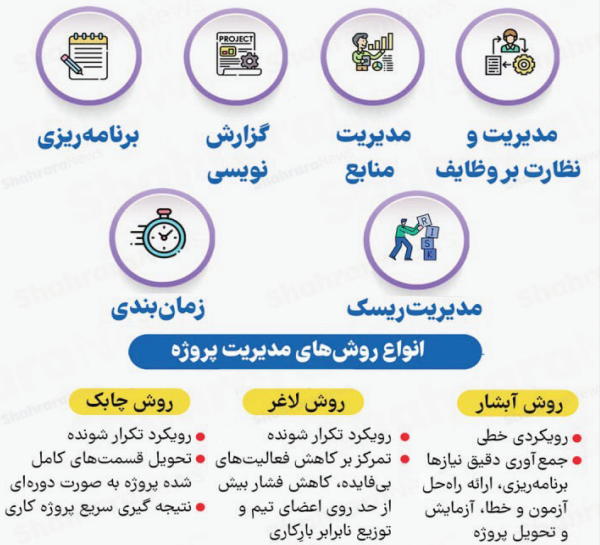 مدیریت و
نظارت بر وظایف
مدیریت
منابع
PROJECT
گزارش
نویسی
برنامه‌ریزی
RISK
مدیریت‌ریسک
زمان‌بندی
انواع روش‌های مدیریت پروژه
روش آبشار
رویکردی خطی
جمع‌آوری دقیق نیازها
برنامه‌ریزی، ارائه راه‌حل
آزمون و خطا، آزمایش
و تحویل پروژه
روش لاغر
رویکرد تکرار شونده
تمرکز بر کاهش فعالیت‌های
بی‌فایده، کاهش فشار بیش
از حد روی اعضای تیم و
توزیع نابرابر بارِکاری
روش چابک
رویکرد تکرار شونده
تحویل قسمت‌های کامل
شده پروژه به صورت دوره‌ای
نتیجه گیری سریع پروژه کاری
ShahraraNews